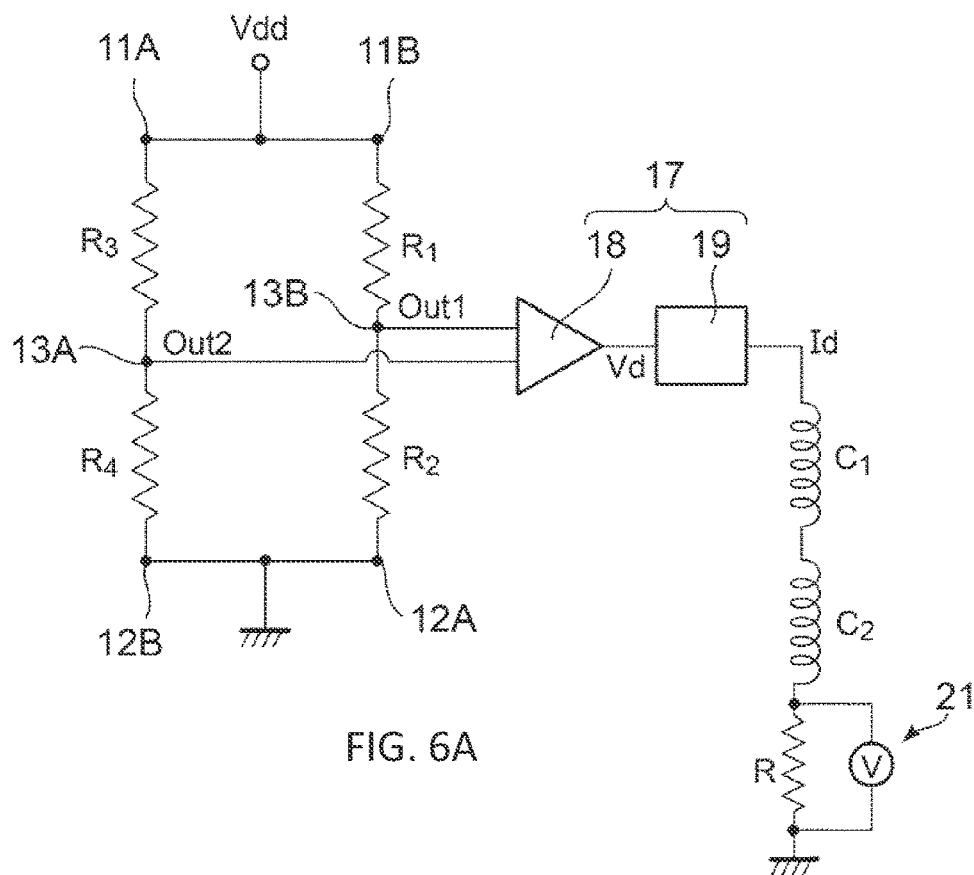 Vdd
11A
11B
17
18
19
R3
R1
13B
Out1
13A
Out2
Vd
Id
R4
R2
C1
12B
12A
C2
21
FIG. 6A
R
V